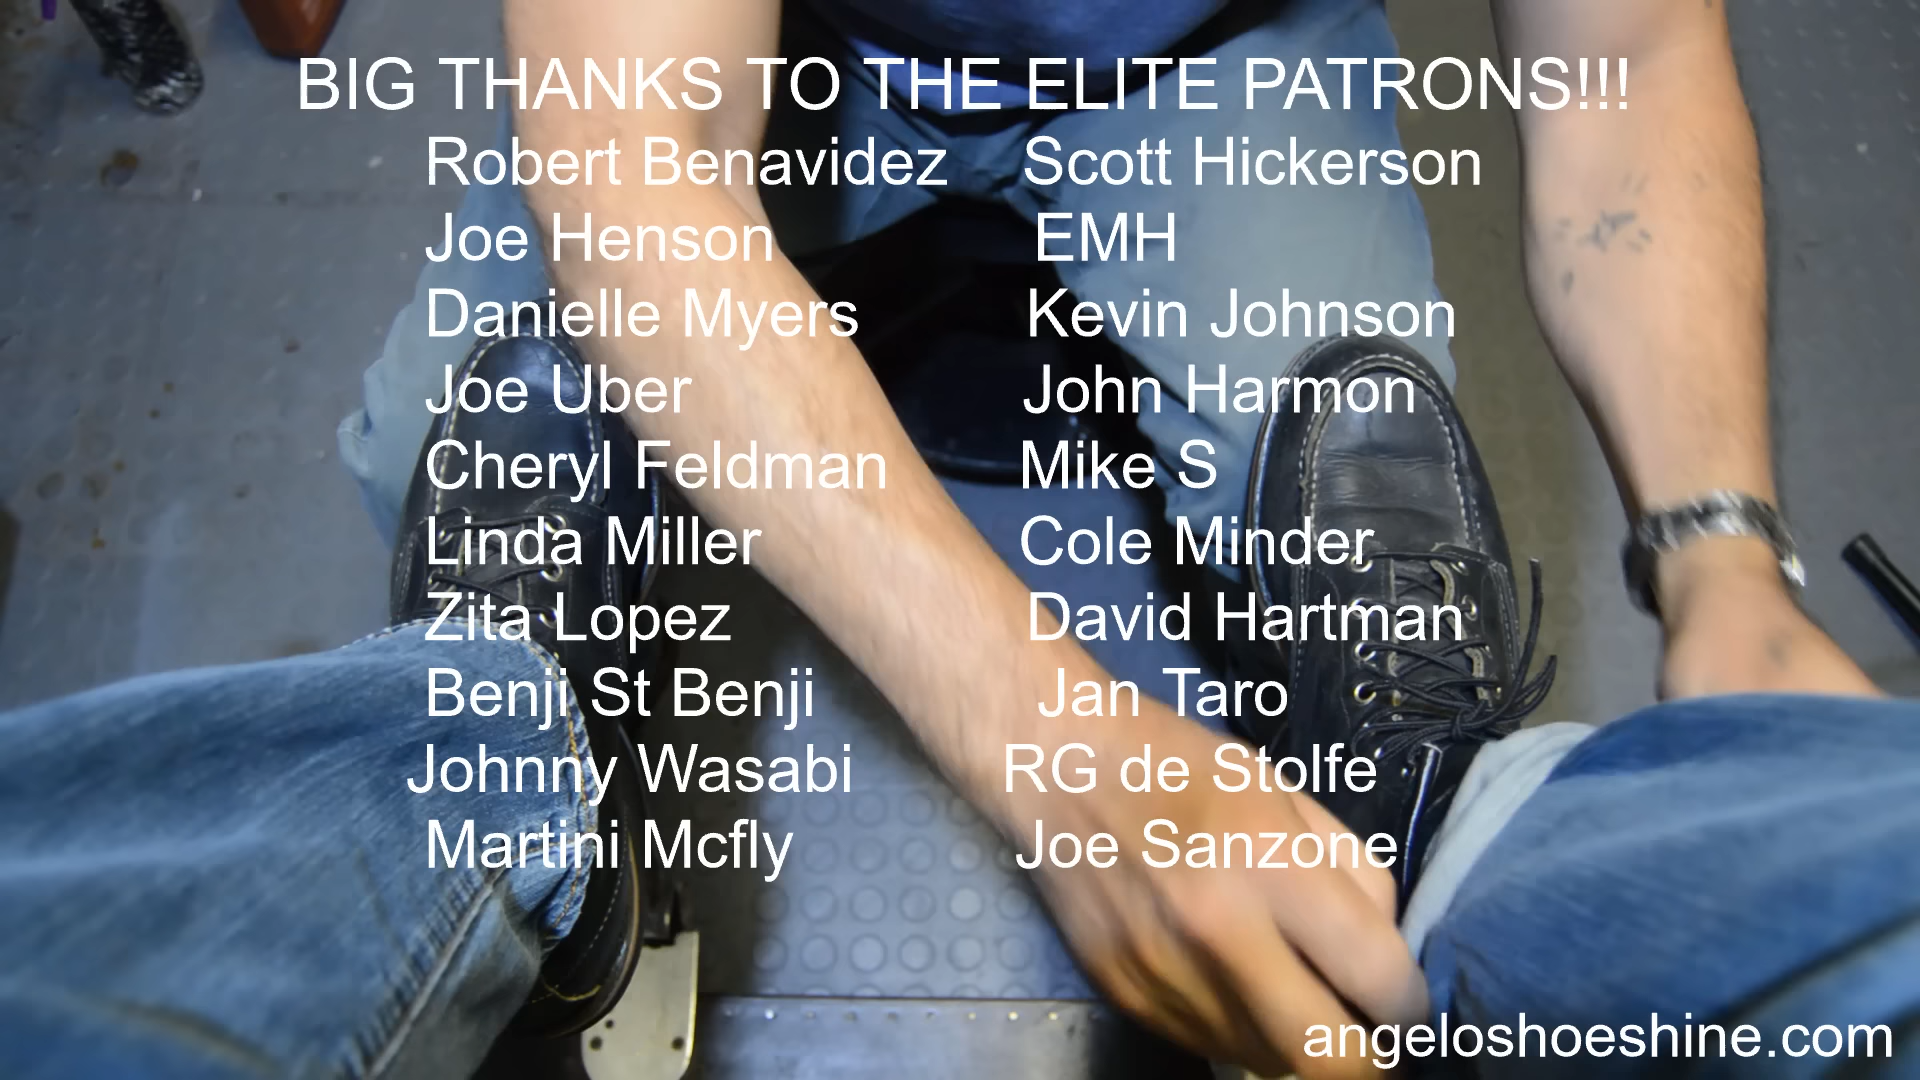 BIG THANKS TO THE ELITE PATRONS!!!
Robert Benavidez Scott Hickerson
Joe Henson EMH
Danielle Myers Kevin Johnson
Joe Uber John Harmon
Cheryl Feldman Mike S
Linda Miller Cole Minder
Zita Lopez David Hartman
Benji St Benji Jan Taro
Johnny Wasabi RG de Stolfe
Martini Mcfly Joe Sanzone
angeloshoeshine.com